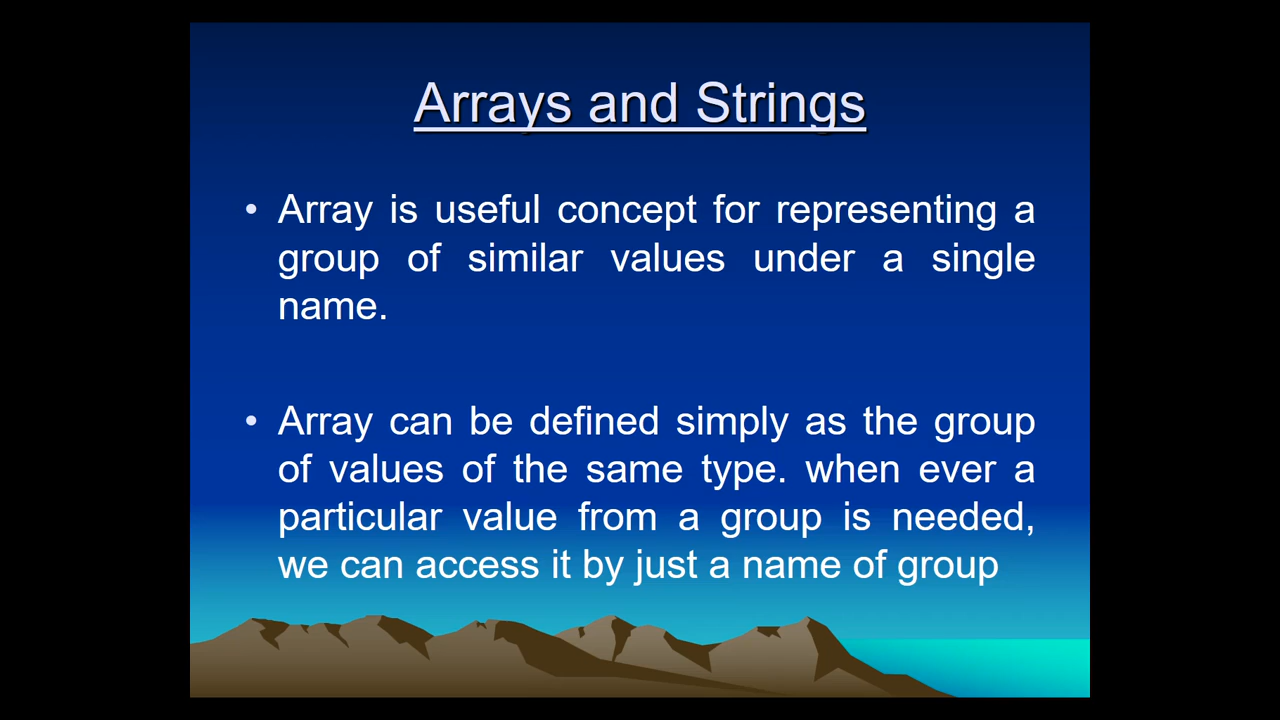 Arrays and Strings
• Array is useful concept for representing a
group of similar values under a single
name.
• Array can be defined simply as the group
of values of the same type. when ever a
particular value from a group is needed,
we can access it by just a name of group